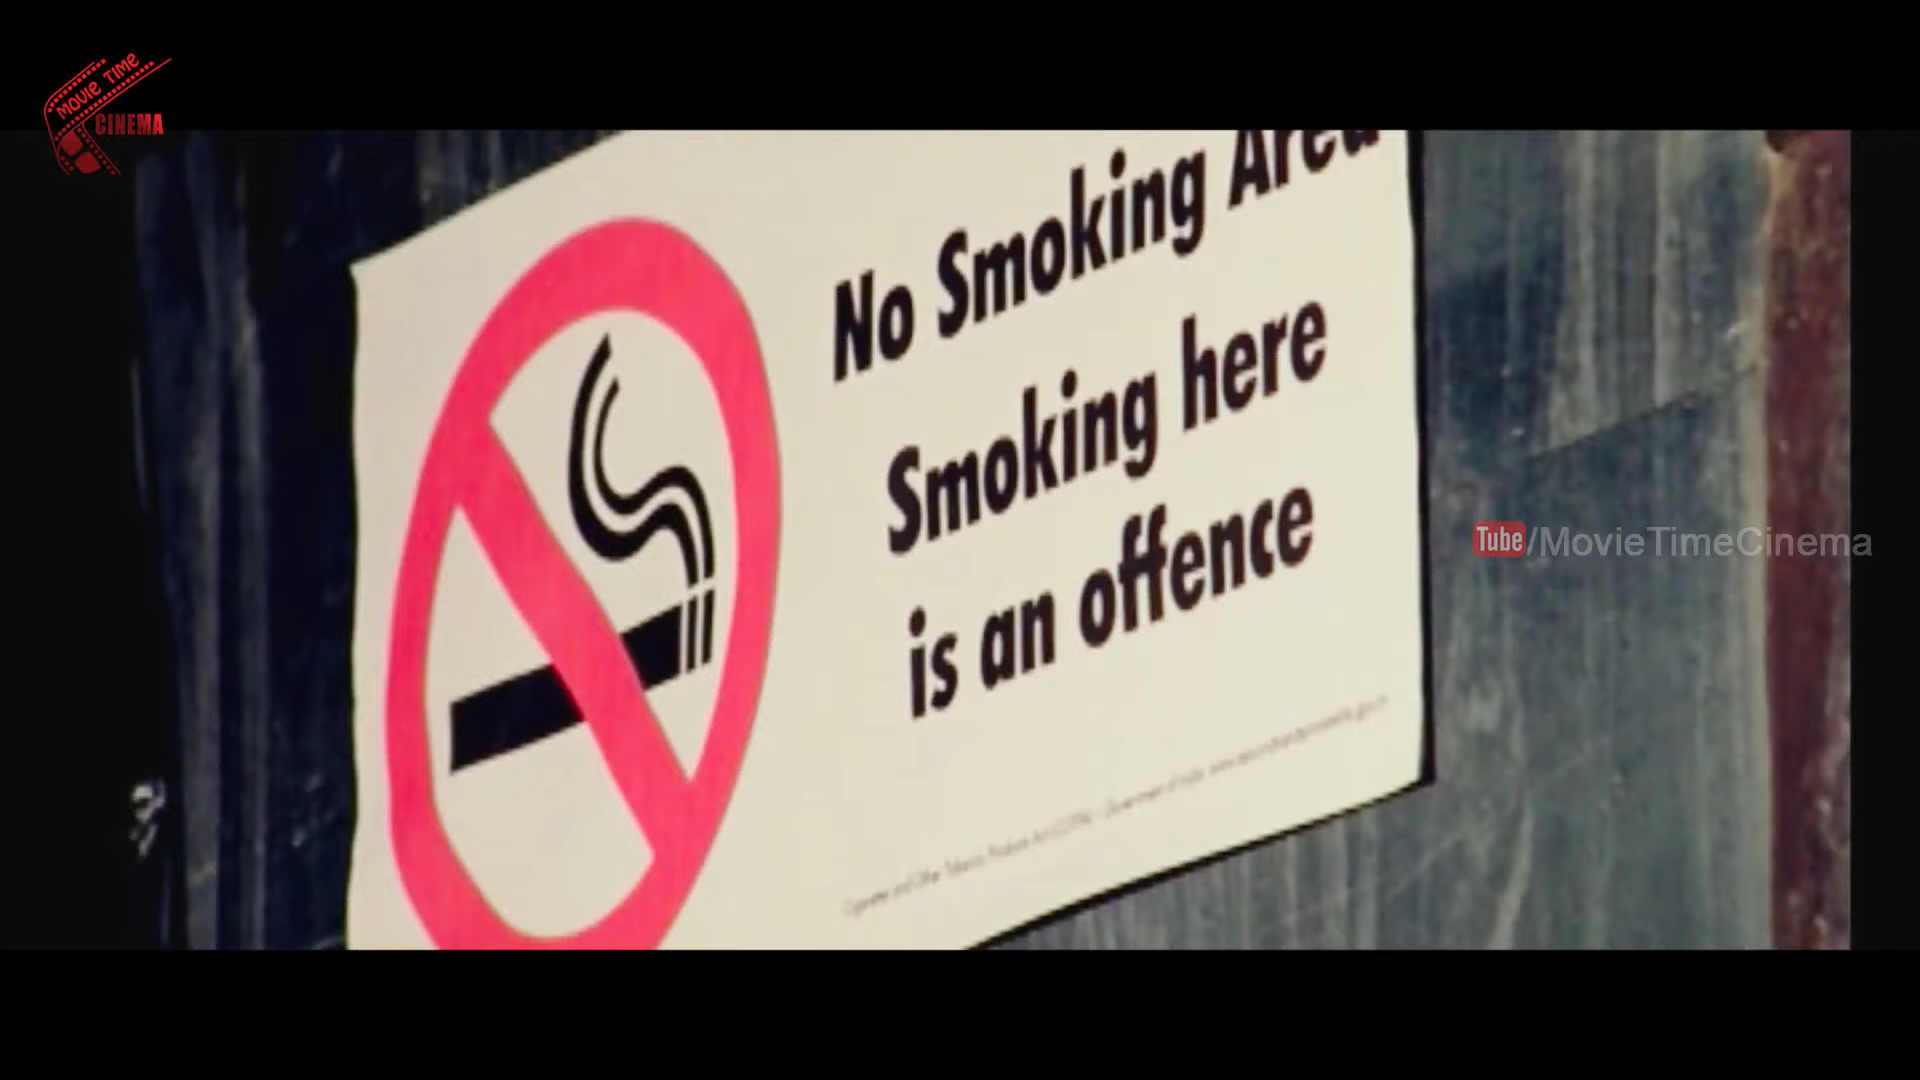 MOVIE TIME
CINEMA
No Smoking Area
Smoking here
is an offence
Tube/MovieTimeCinema